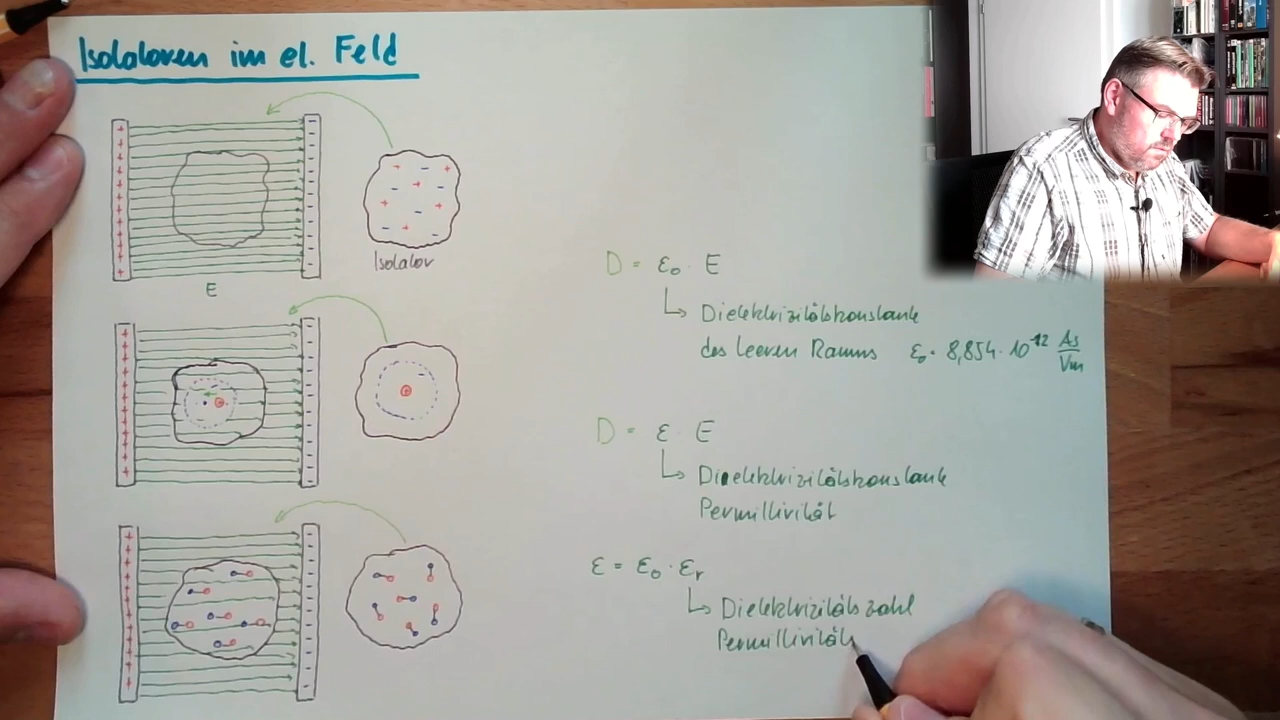 Isolatoren im el. Feld
Isolator
E
D = ε₀ · E
Dielektrizitätskonstante
des leeren Raums ε₀ = 8,854 · 10⁻¹² As/Vm
D = ε · E
Dielektrizitätskonstante
Permittivität
ε = ε₀ · εᵣ
Dielektrizitätszahl
Permittivitäts